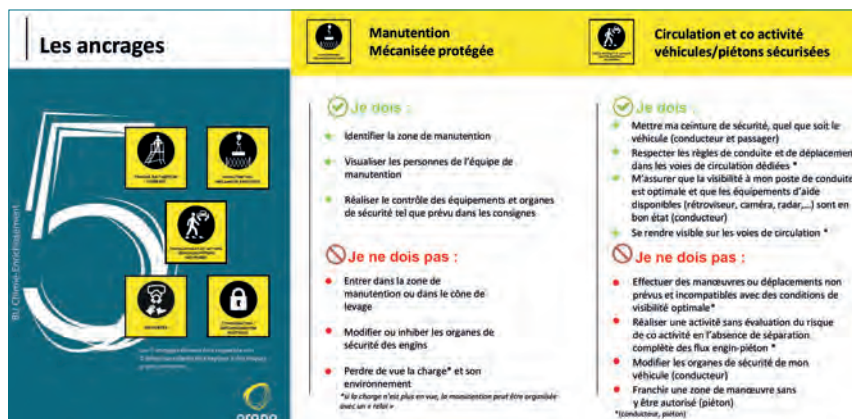 Les ancrages
5
BU Chimie-Enrichissement
orano
Manutention
Mécanisée protégée
Je dois :
Identifier la zone de manutention
Visualiser les personnes de l'équipe de
manutention
Réaliser le contrôle des équipements et organes
de sécurité tel que prévu dans les consignes
Je ne dois pas :
Entrer dans la zone de
manutention ou dans le cône de
levage
Modifier ou inhiber les organes de
sécurité des engins
Perdre de vue la charge* et son
environnement
*si la charge n'est plus en vue, la manutention peut être organisée
avec un « relai »
Circulation et co activité
véhicules/piétons sécurisées
Je dois :
Mettre ma ceinture de sécurité, quel que soit le
véhicule (conducteur et passager)
Respecter les règles de conduite et de déplacement
dans les voies de circulation dédiées *
M'assurer que la visibilité à mon poste de conduite
est optimale et que les équipements d'aide
disponibles (rétroviseur, caméra, radar,...) sont en
bon état (conducteur)
Se rendre visible sur les voies de circulation *
Je ne dois pas :
Effectuer des manœuvres ou déplacements non
prévus et incompatibles avec des conditions de
visibilité optimale*
Réaliser une activité sans évaluation du risque
de co activité en l'absence de séparation
complète des flux engin-piéton *
Modifier les organes de sécurité de mon
véhicule (conducteur)
Franchir une zone de manœuvre sans
y être autorisé (piéton)
*(conducteur, piéton)